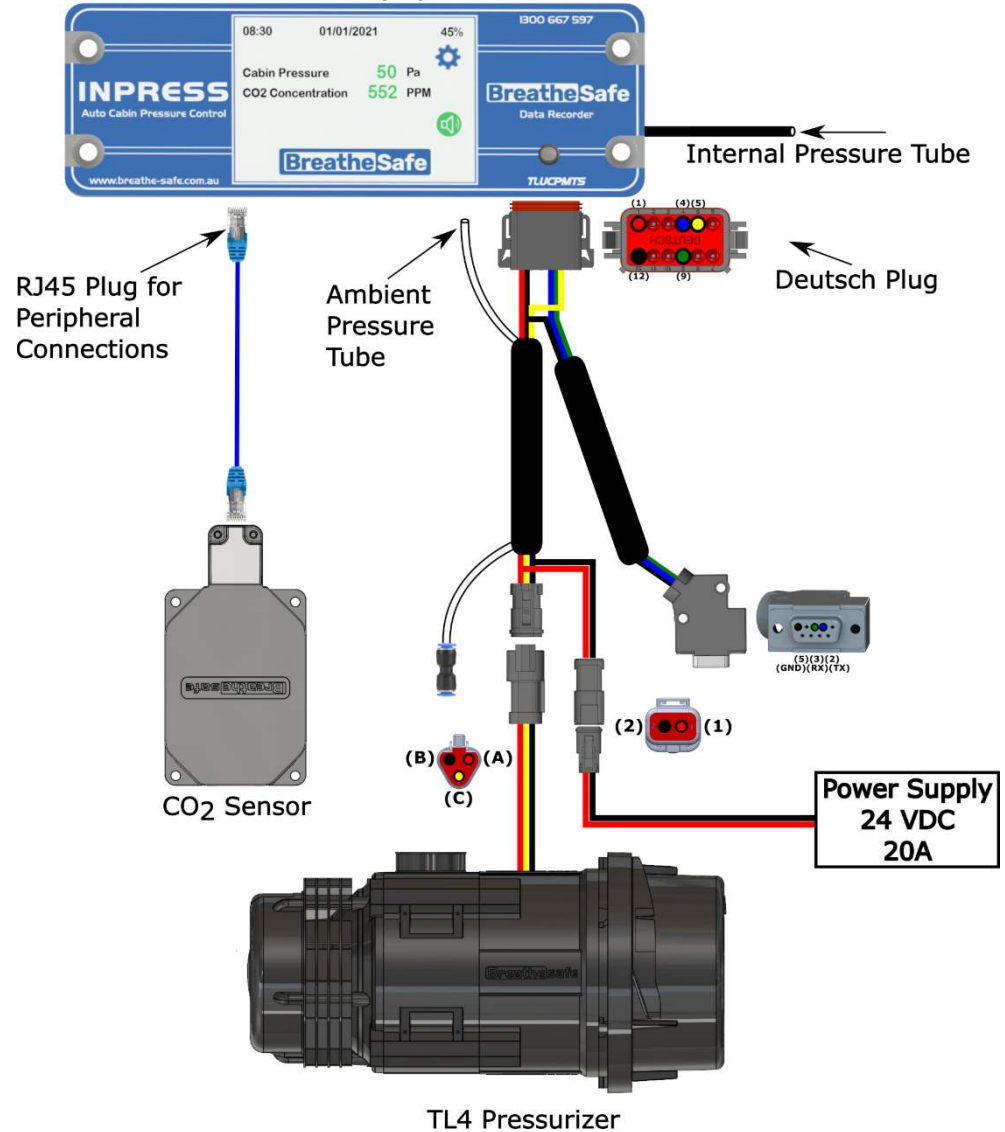 1300 667 597
08:30 01/01/2021 45%
Cabin Pressure 50 Pa
CO2 Concentration 552 PPM
INPRESS
Auto Cabin Pressure Control
BreatheSafe
Data Recorder
BreatheSafe
www.breathe-safe.com.au
TLUCPMTS
Internal Pressure Tube
(1) (4) (5)
DEUTSCH
(12) (9)
Deutsch Plug
RJ45 Plug for
Peripheral
Connections
Ambient
Pressure
Tube
(5)(3)(2)
(GND)(RX)(TX)
Breathesafe
(2) (1)
(B) (A)
(C)
CO2 Sensor
Power Supply
24 VDC
20A
Breathesafe
TL4 Pressurizer